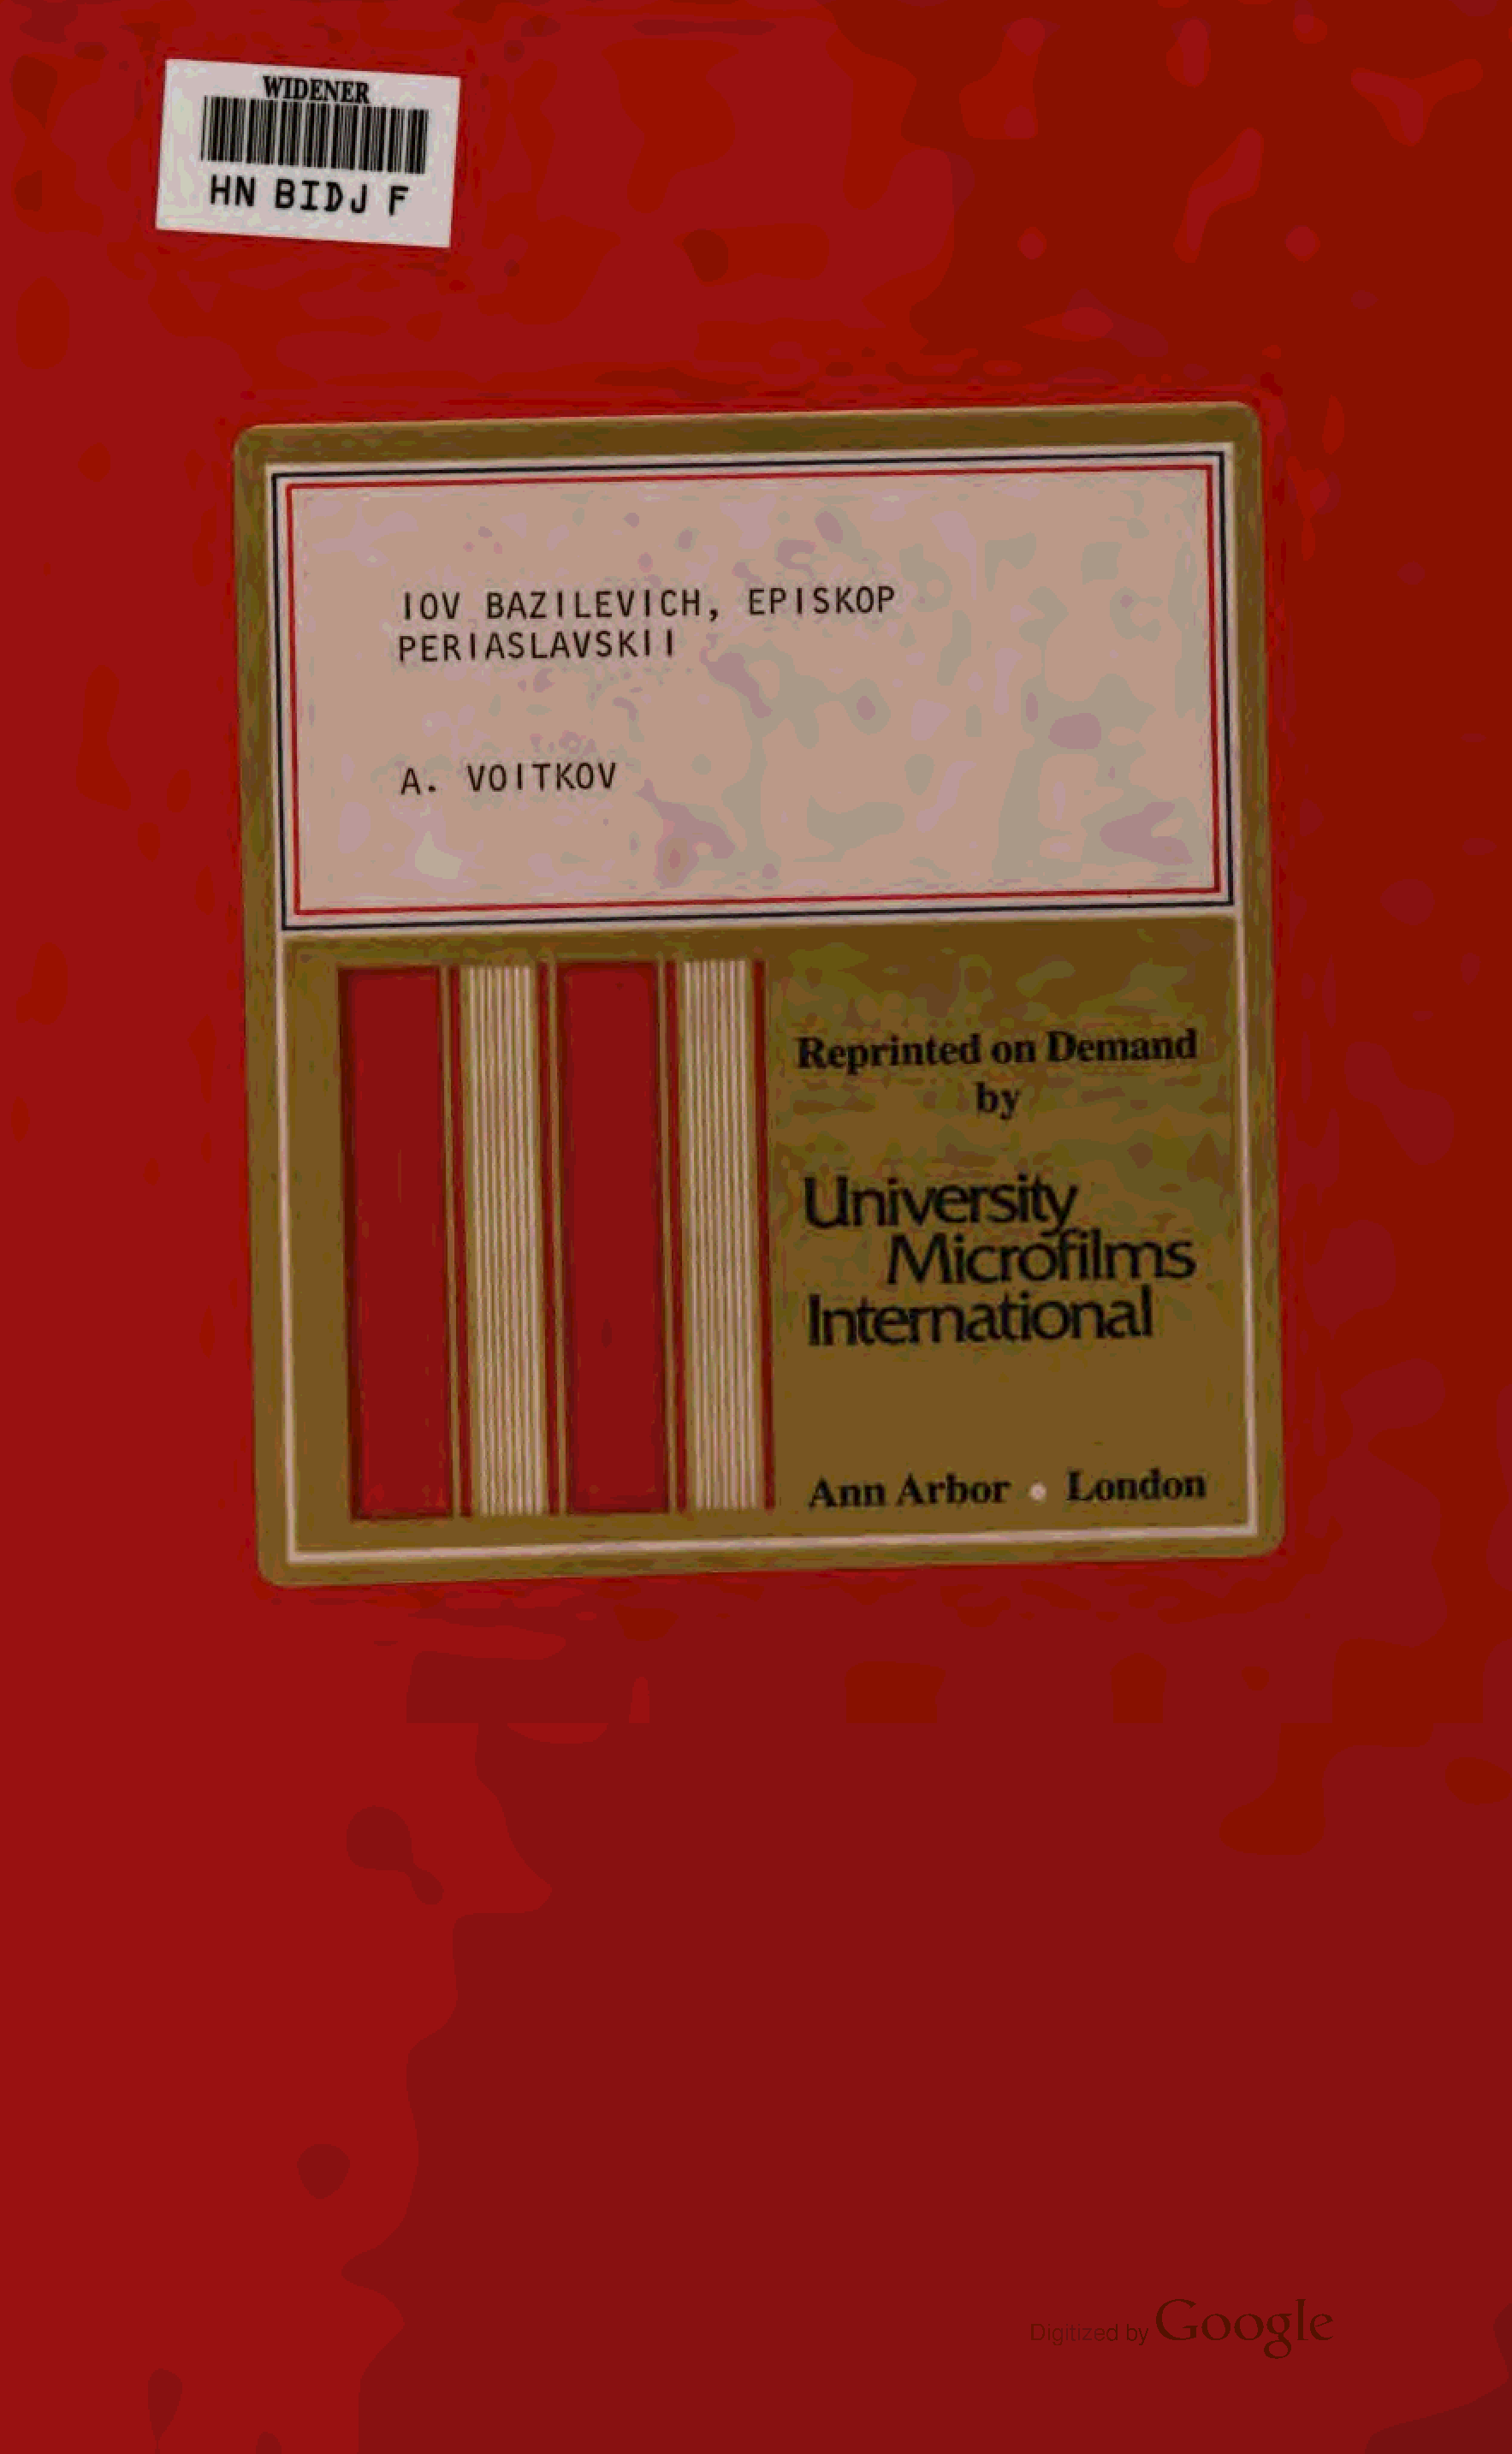 WIDENER
HN BIDJ F
IOV BAZILEVICH, EPISKOP
PERIASLAVSKII
A. VOITKOV
Reprinted on Demand
by
University
Microfilms
International
Ann Arbor • London
Digitized by Google